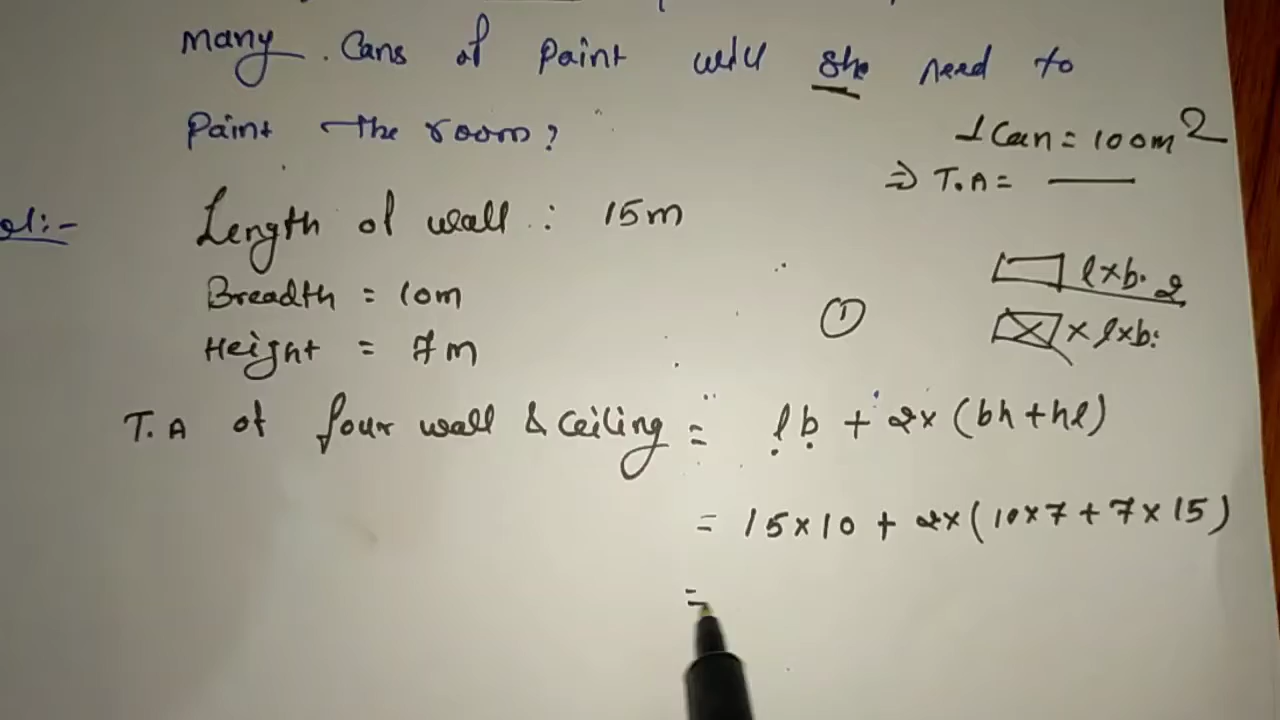 many . Cans of Paint will she need to
Paint the room?
1 Can = 100m2
⇒ T.A = —
Length of wall : 15m
Breadth = 10m
Height = 7m
①
l×b. 2
× l×b:
T.A of four wall & Ceiling = lb + 2× (bh + hl)
= 15×10 + 2× (10×7 + 7×15)
=